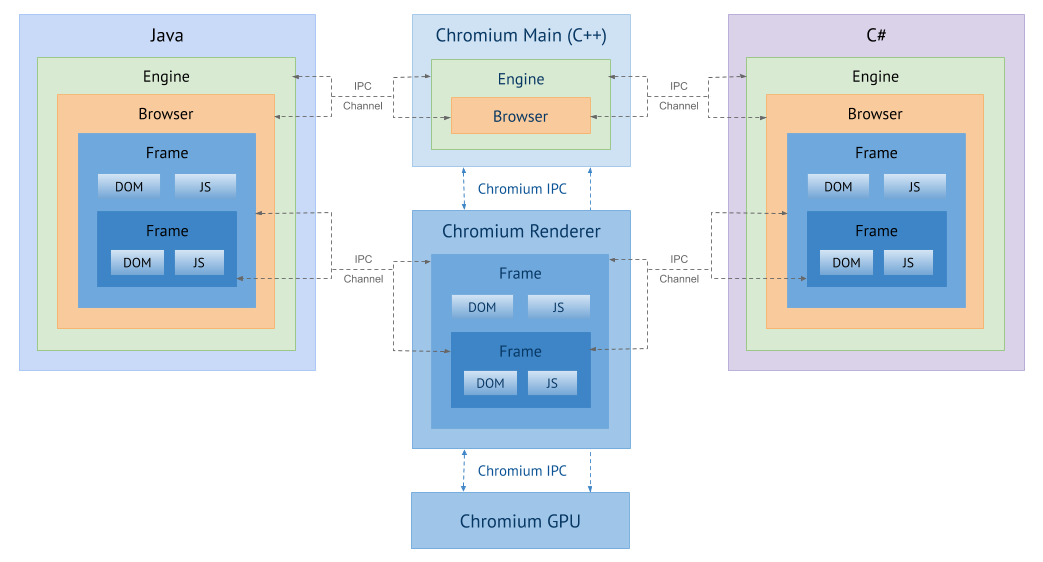 Java
Engine
Browser
Frame
DOM
JS
Frame
DOM
JS
IPC
Channel
IPC
Channel
Chromium Main (C++)
Engine
Browser
Chromium IPC
Chromium Renderer
Frame
DOM
JS
Frame
DOM
JS
Chromium IPC
Chromium GPU
IPC
Channel
IPC
Channel
C#
Engine
Browser
Frame
DOM
JS
Frame
DOM
JS